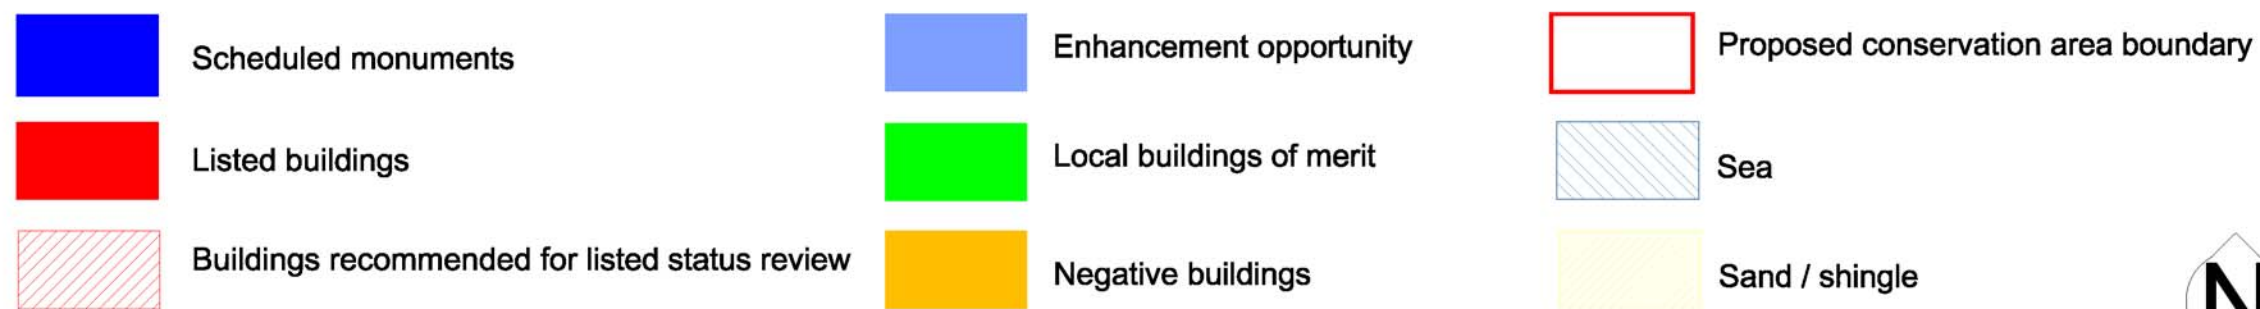 Scheduled monuments
Listed buildings
Buildings recommended for listed status review
Enhancement opportunity
Local buildings of merit
Negative buildings
Proposed conservation area boundary
Sea
Sand / shingle
N